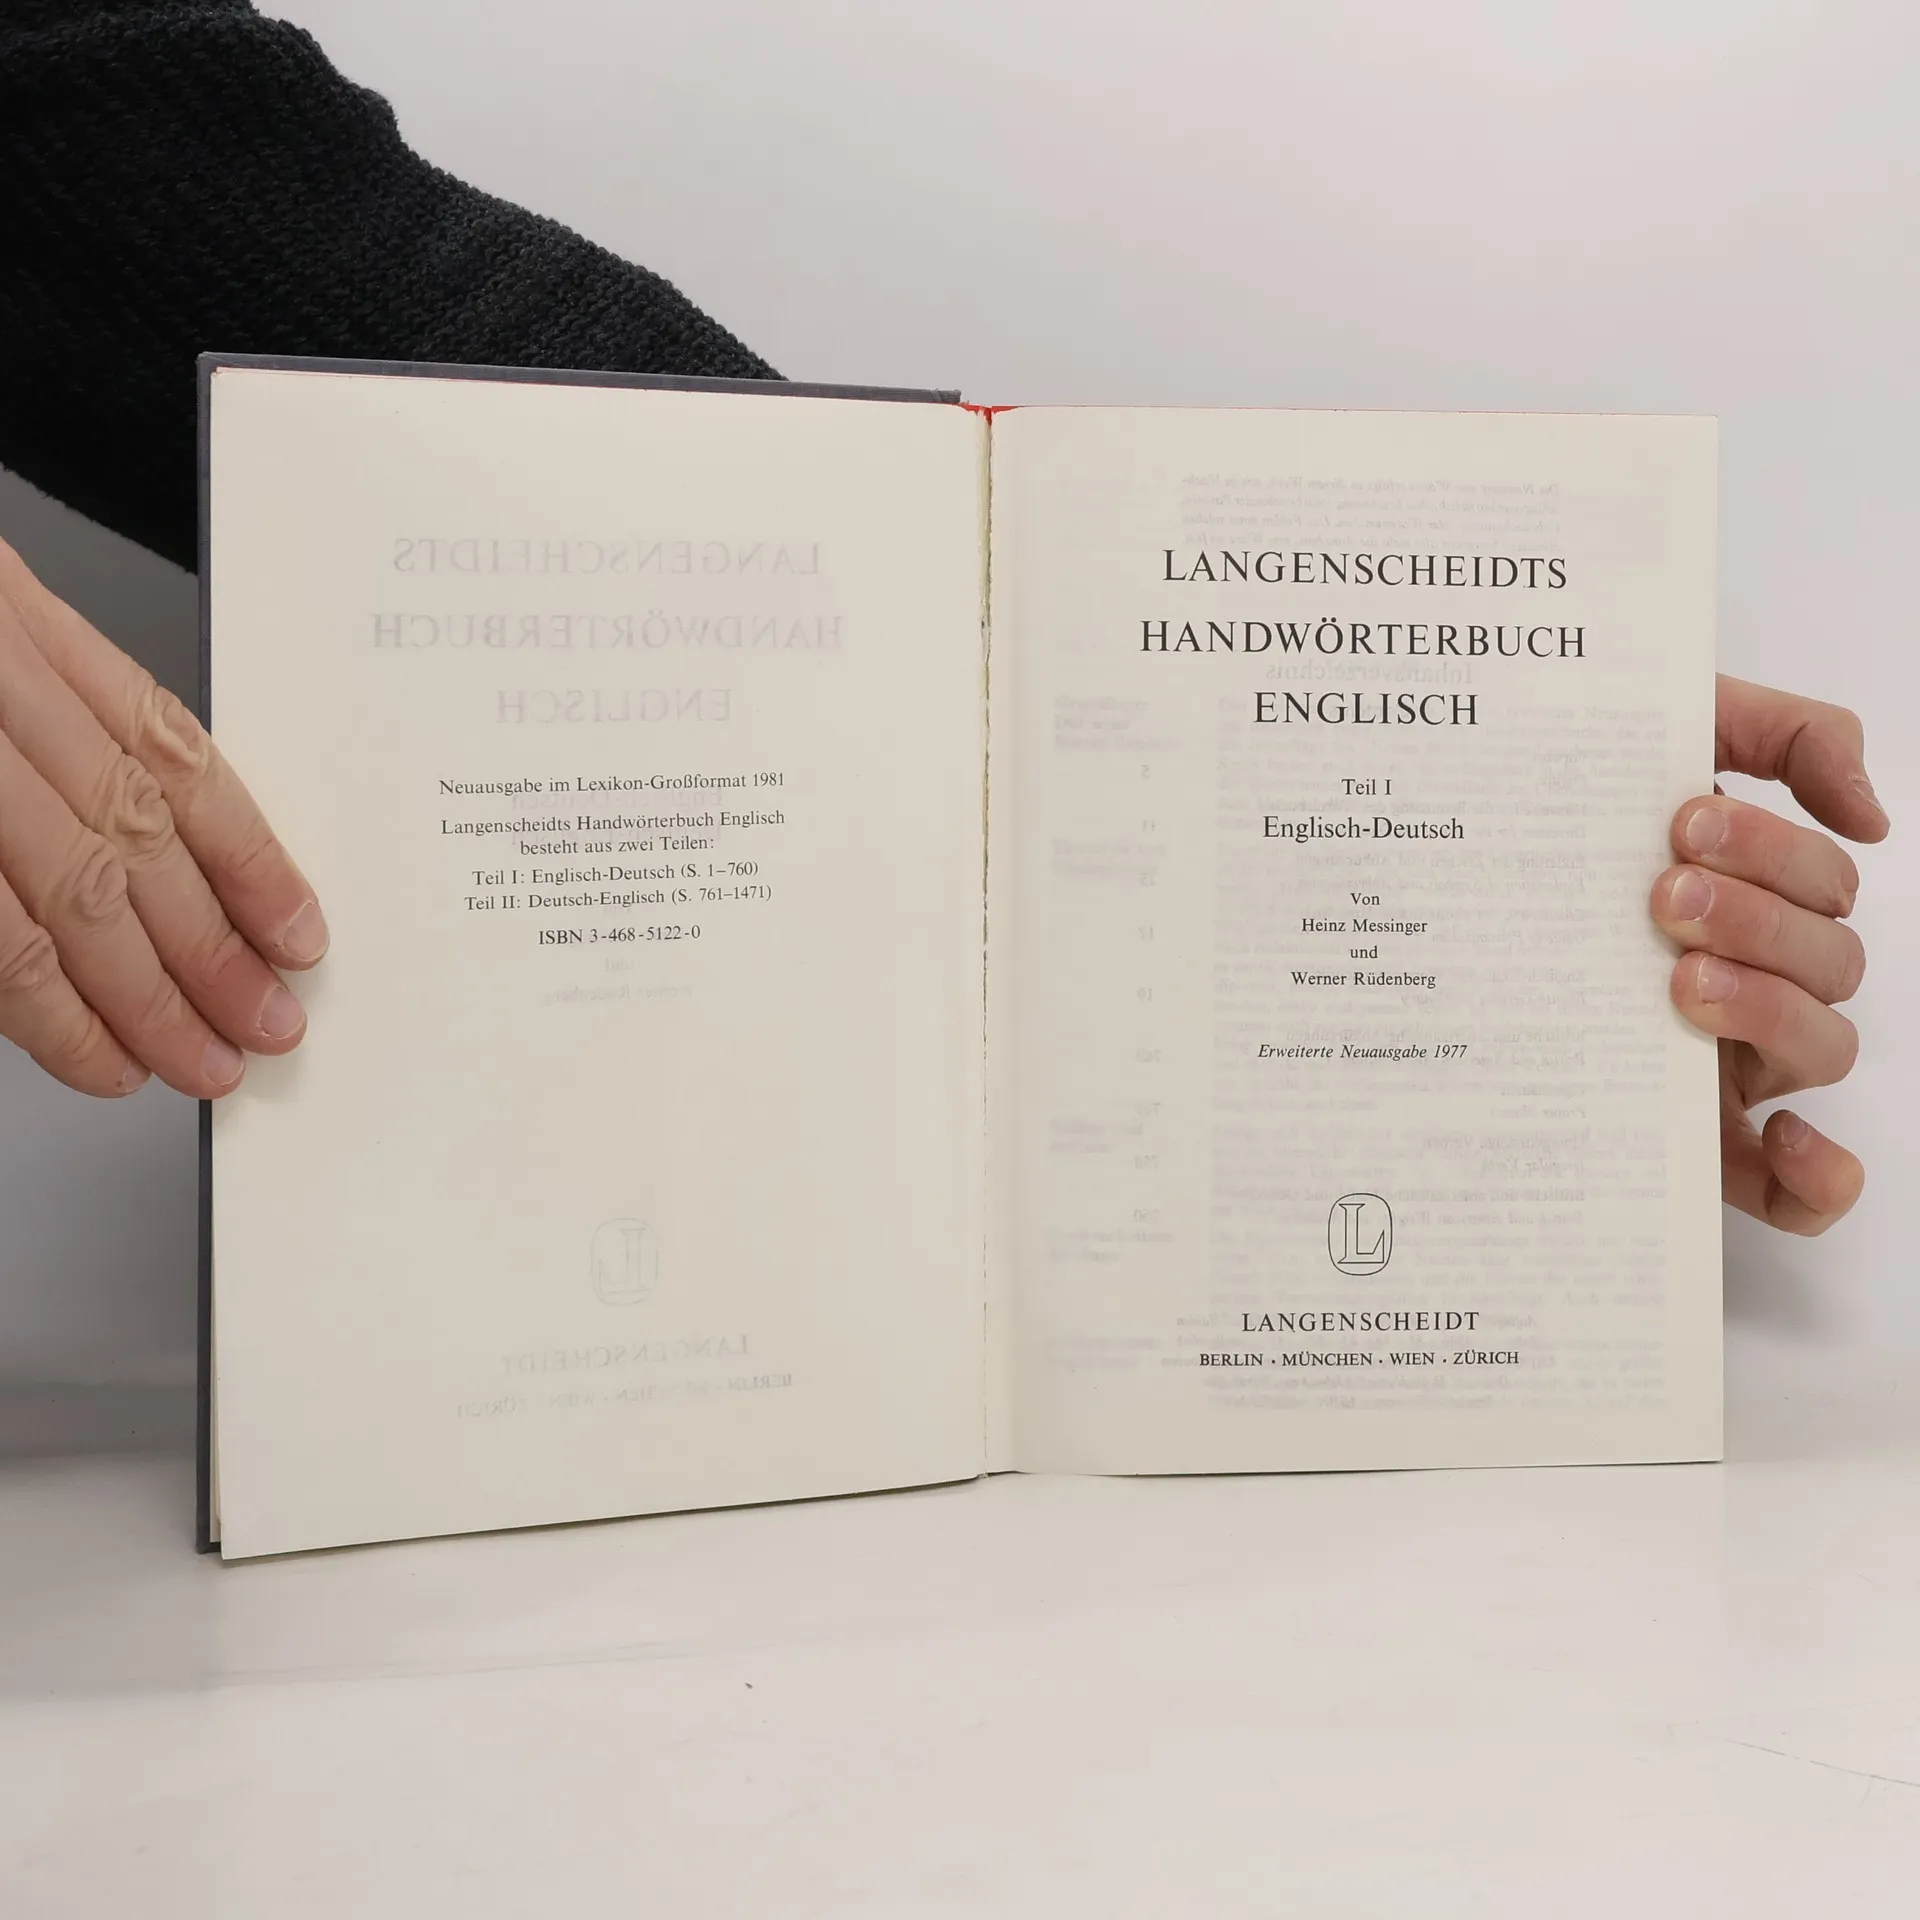 Neuausgabe im Lexikon-Großformat 1981
Langenscheidts Handwörterbuch Englisch
besteht aus zwei Teilen:
Teil I: Englisch-Deutsch (S. 1–760)
Teil II: Deutsch-Englisch (S. 761–1471)
ISBN 3-468-5122-0
LANGENSCHEIDTS
HANDWÖRTERBUCH
ENGLISCH
Teil I
Englisch-Deutsch
Von
Heinz Messinger
und
Werner Rüdenberg
Erweiterte Neuausgabe 1977
L
LANGENSCHEIDT
BERLIN · MÜNCHEN · WIEN · ZÜRICH